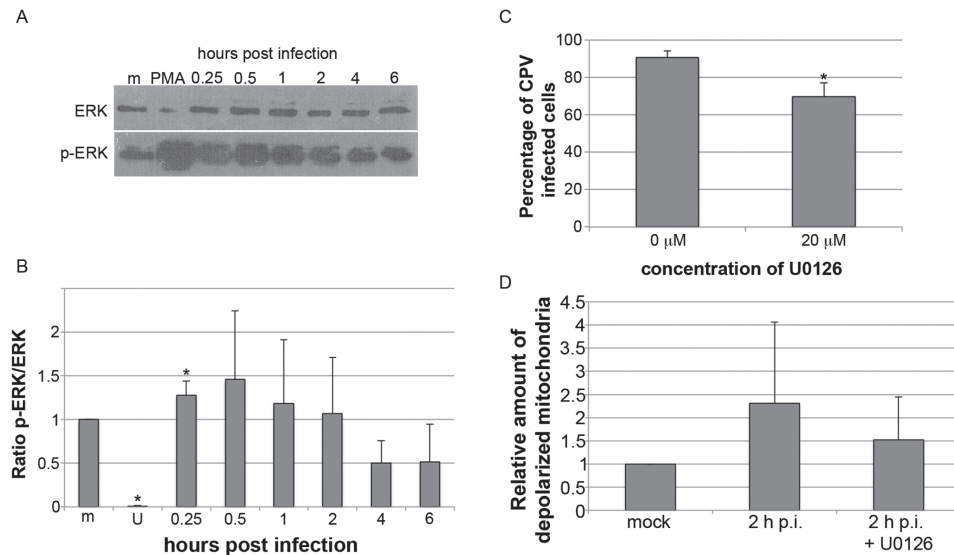 A
hours post infection
m PMA 0.25 0.5 1 2 4 6
ERK
p-ERK
B
Ratio p-ERK/ERK
2
1.5
1
0.5
0
m U 0.25 0.5 1 2 4 6
* *
hours post infection
C
Percentage of CPV
infected cells
100
80
60
40
20
0
*
0 µM 20 µM
concentration of U0126
D
Relative amount of
depolarized mitochondria
4.5
4
3.5
3
2.5
2
1.5
1
0.5
0
mock 2 h p.i. 2 h p.i.
+ U0126